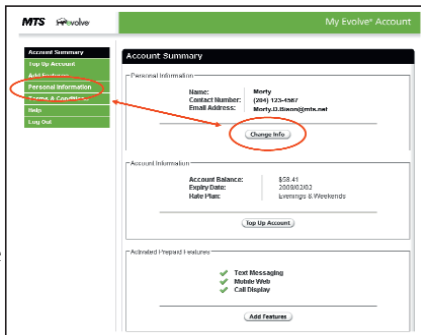 MTS evolve My Evolve* Account
Account Summary
Top Up Account
Add Features
Personal Information
Terms & Conditions
Help
Log Out
Account Summary
Personal Information
Name: Morty
Contact Number: (204) 123-4567
Email Address: Morty.D.Bison@mts.net
Change Info
Account Information
Account Balance: $58.41
Expiry Date: 2009/02/02
Rate Plan: Evenings & Weekends
Top Up Account
Activated Prepaid Features
Text Messaging
Mobile Web
Call Display
Add Features